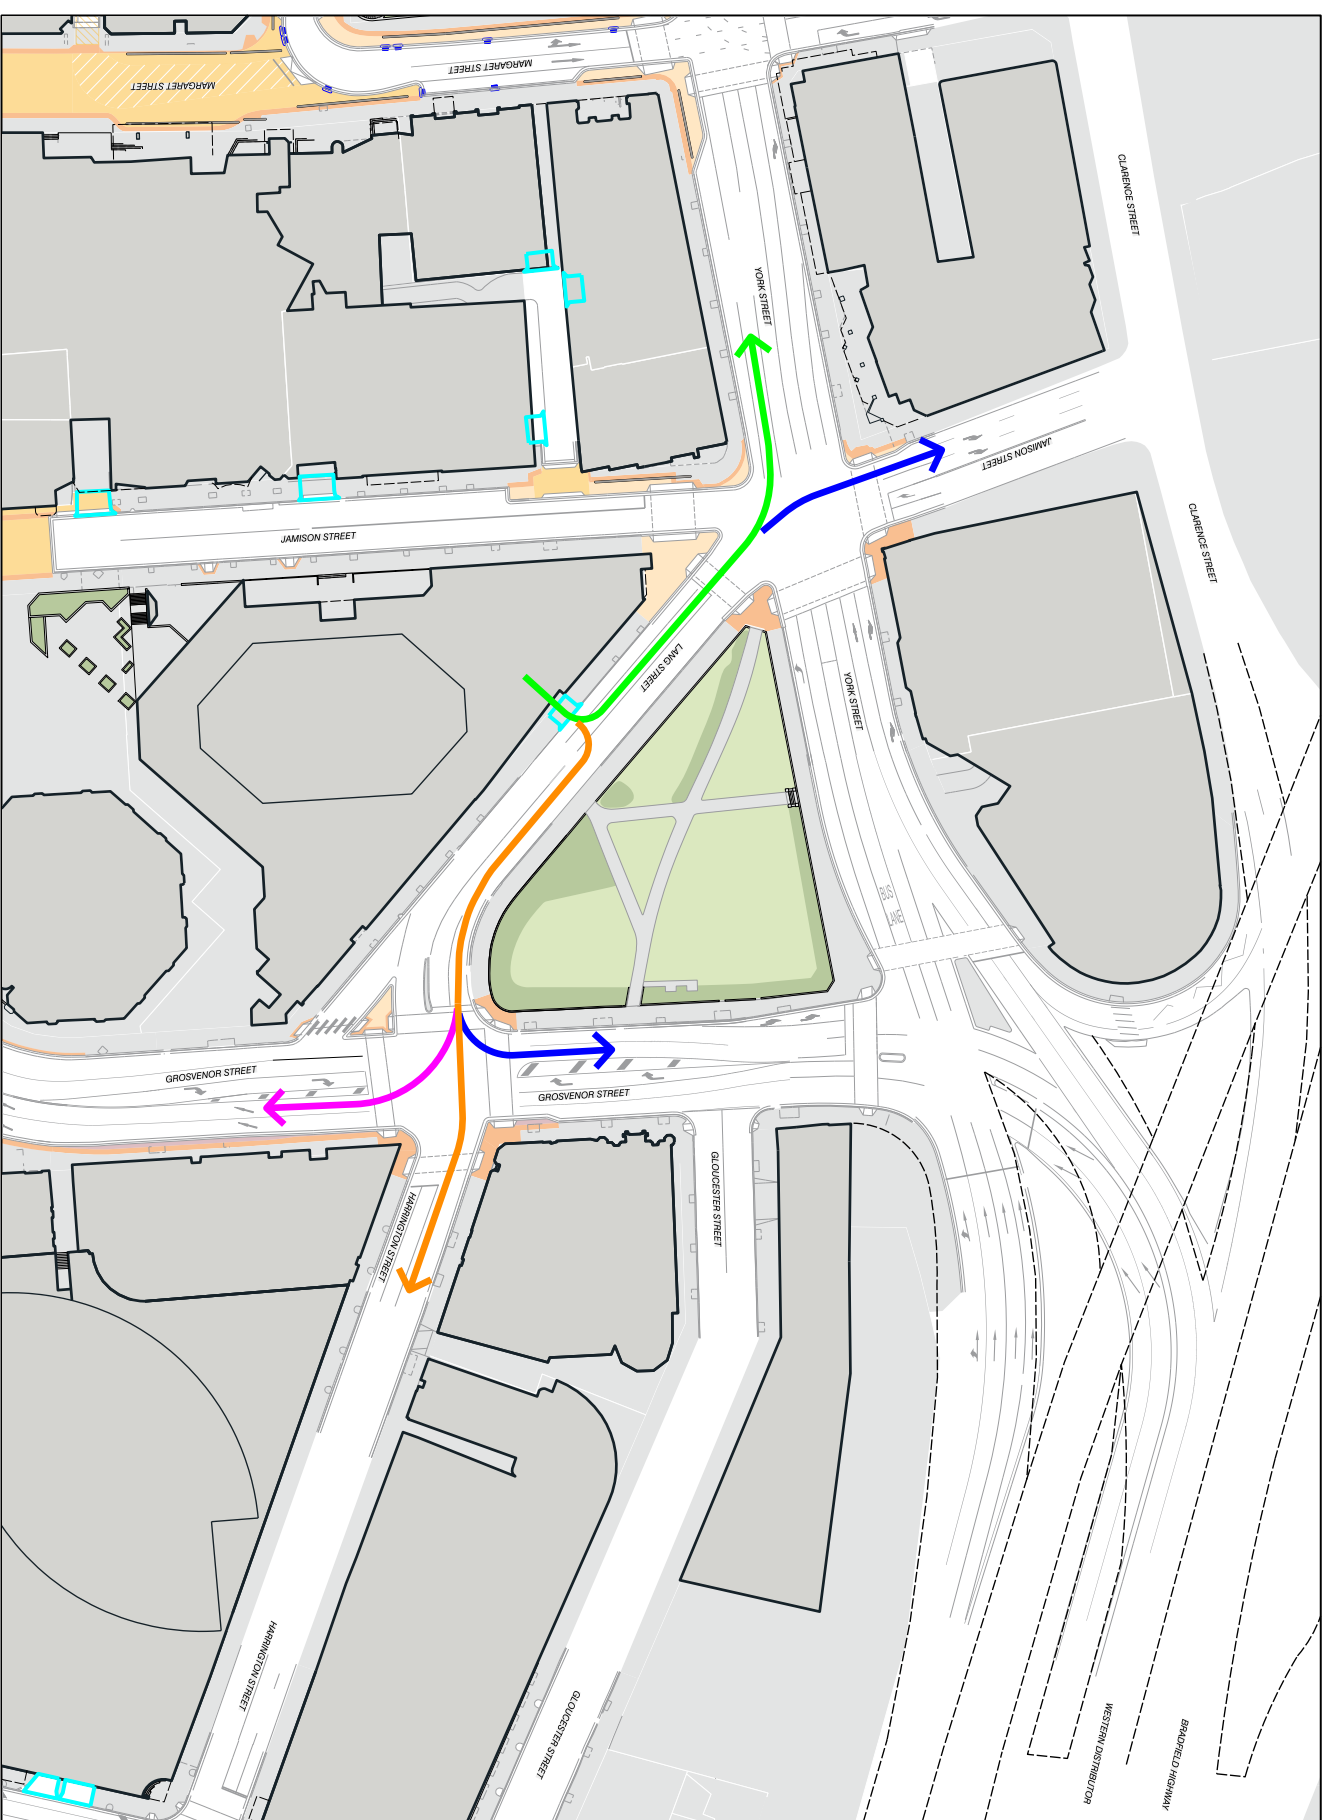 MARGARET STREET
MARGARET STREET
CLARENCE STREET
YORK STREET
JAMISON STREET
JAMISON STREET
CLARENCE STREET
LANG STREET
YORK STREET
BUS
LANE
GROSVENOR STREET
GROSVENOR STREET
HARRINGTON STREET
GLOUCESTER STREET
HARRINGTON STREET
GLOUCESTER STREET
WESTERN DISTRIBUTOR
BRADFIELD HIGHWAY